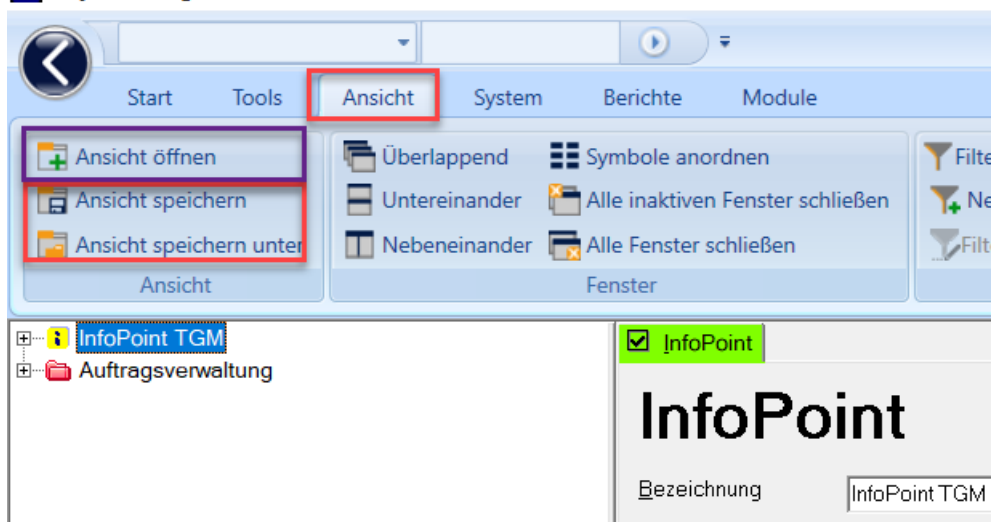 Start Tools Ansicht System Berichte Module
Ansicht öffnen Überlappend Symbole anordnen
Ansicht speichern Untereinander Alle inaktiven Fenster schließen
Ansicht speichern unter Nebeneinander Alle Fenster schließen
Ansicht Fenster
InfoPoint TGM InfoPoint
Auftragsverwaltung
InfoPoint
Bezeichnung InfoPoint TGM